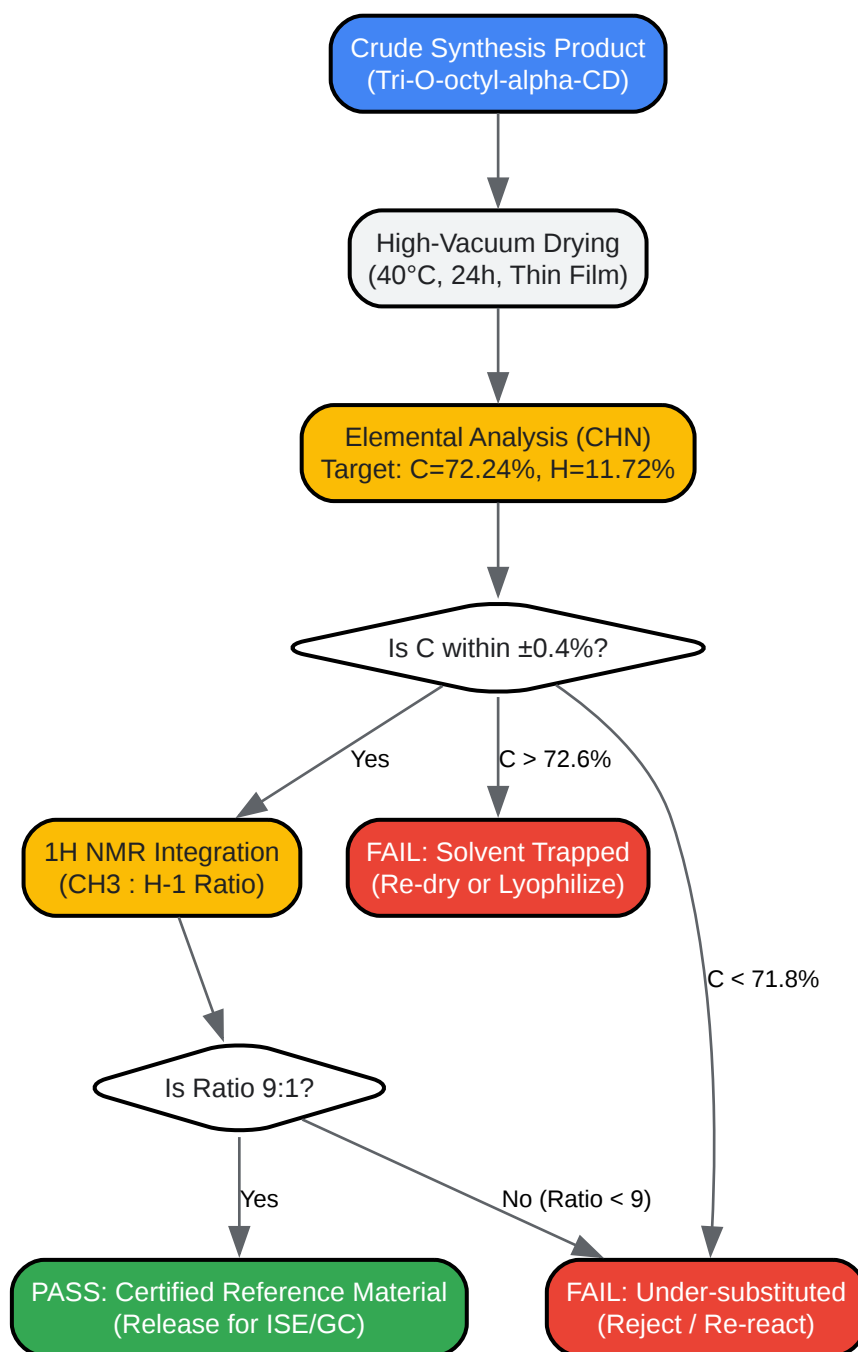 Crude Synthesis Product
(Tri-O-octyl-alpha-CD)
High-Vacuum Drying
(40°C, 24h, Thin Film)
Elemental Analysis (CHN)
Target: C=72.24%, H=11.72%
Is C within ±0.4%?
Yes
C > 72.6%
1H NMR Integration
(CH3 : H-1 Ratio)
FAIL: Solvent Trapped
(Re-dry or Lyophilize)
C < 71.8%
Is Ratio 9:1?
Yes
No (Ratio < 9)
PASS: Certified Reference Material
(Release for ISE/GC)
FAIL: Under-substituted
(Reject / Re-react)